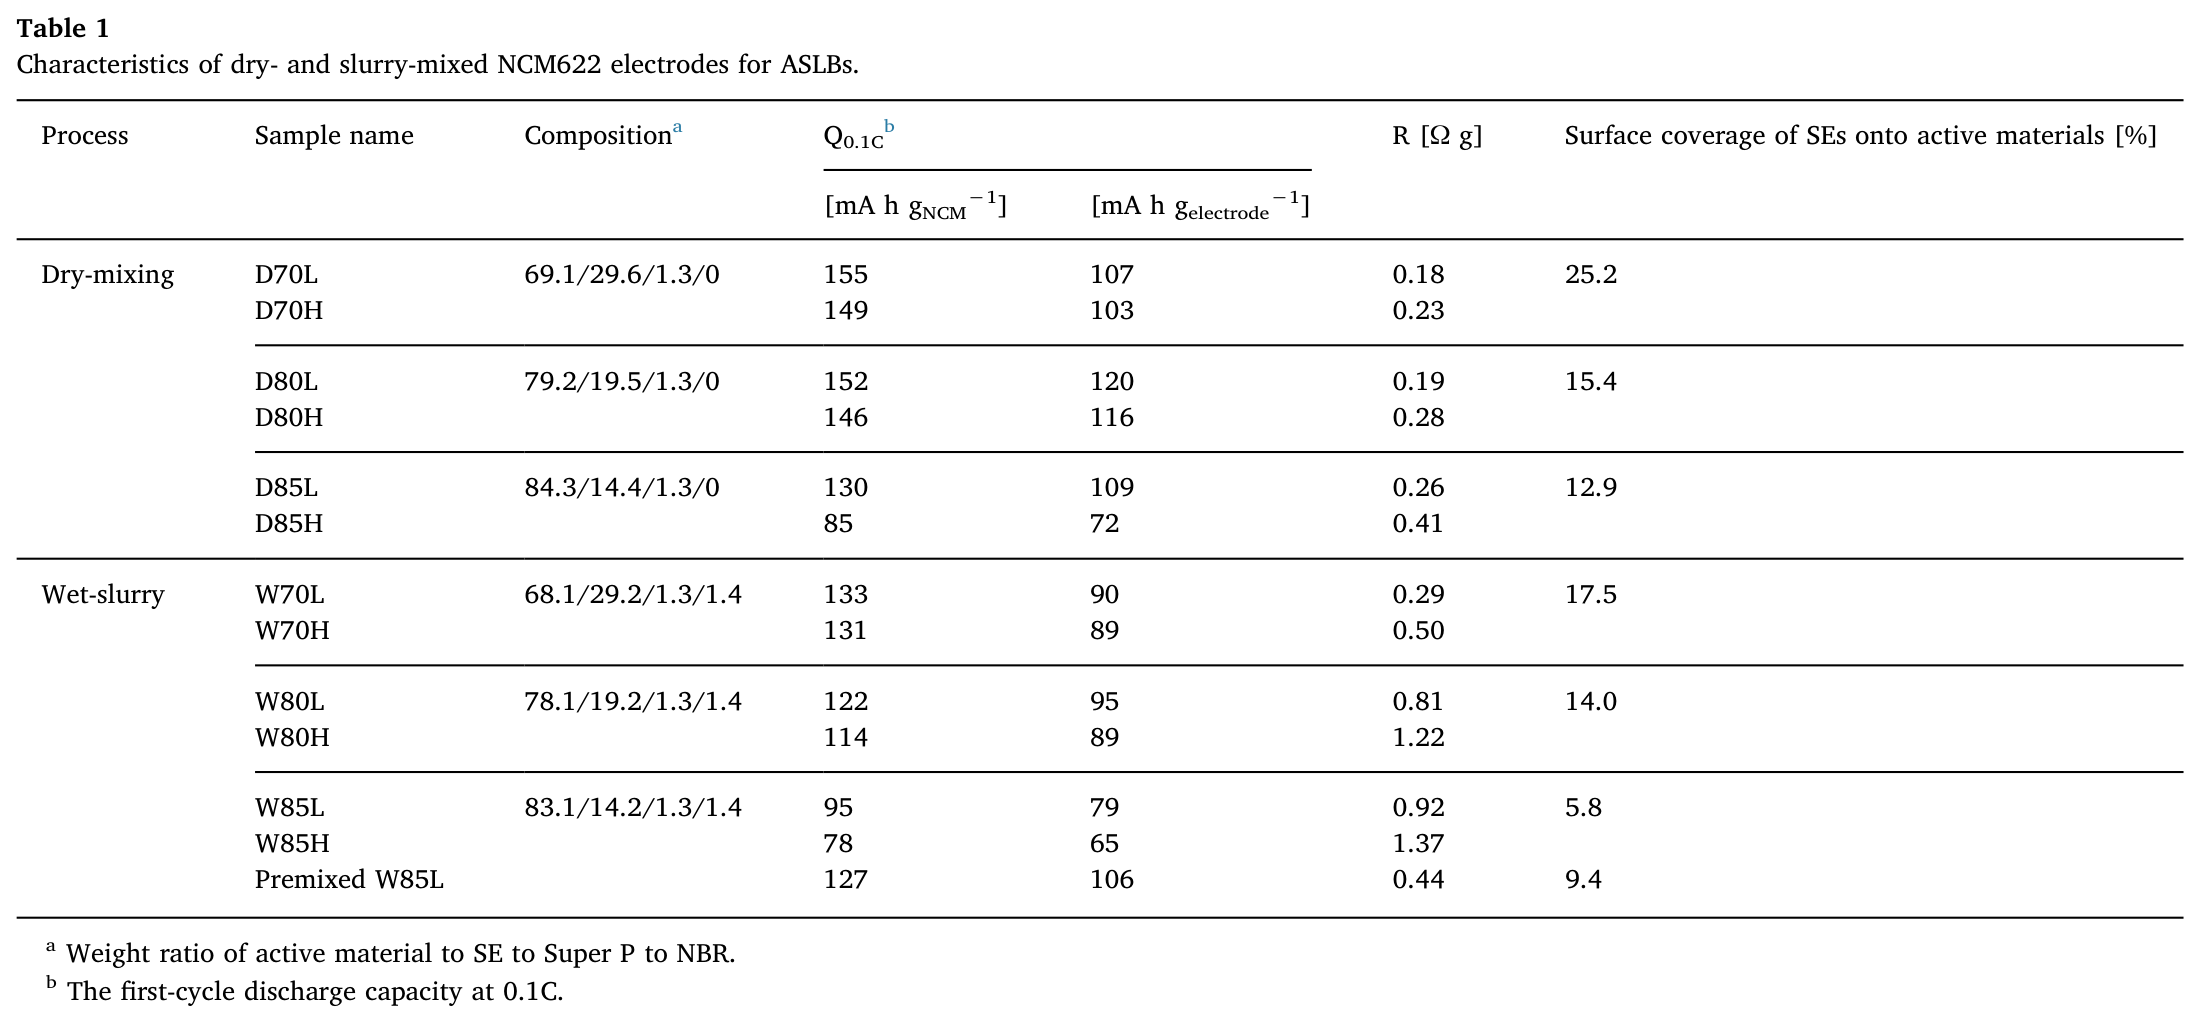 Table 1
Characteristics of dry- and slurry-mixed NCM622 electrodes for ASLBs.
Process Sample name Composition^a Q_0.1C^b R [Ω g] Surface coverage of SEs onto active materials [%]
[mA h g_NCM^−1] [mA h g_electrode^−1]
Dry-mixing D70L 69.1/29.6/1.3/0 155 107 0.18 25.2
D70H 149 103 0.23
D80L 79.2/19.5/1.3/0 152 120 0.19 15.4
D80H 146 116 0.28
D85L 84.3/14.4/1.3/0 130 109 0.26 12.9
D85H 85 72 0.41
Wet-slurry W70L 68.1/29.2/1.3/1.4 133 90 0.29 17.5
W70H 131 89 0.50
W80L 78.1/19.2/1.3/1.4 122 95 0.81 14.0
W80H 114 89 1.22
W85L 83.1/14.2/1.3/1.4 95 79 0.92 5.8
W85H 78 65 1.37
Premixed W85L 127 106 0.44 9.4
^a Weight ratio of active material to SE to Super P to NBR.
^b The first-cycle discharge capacity at 0.1C.